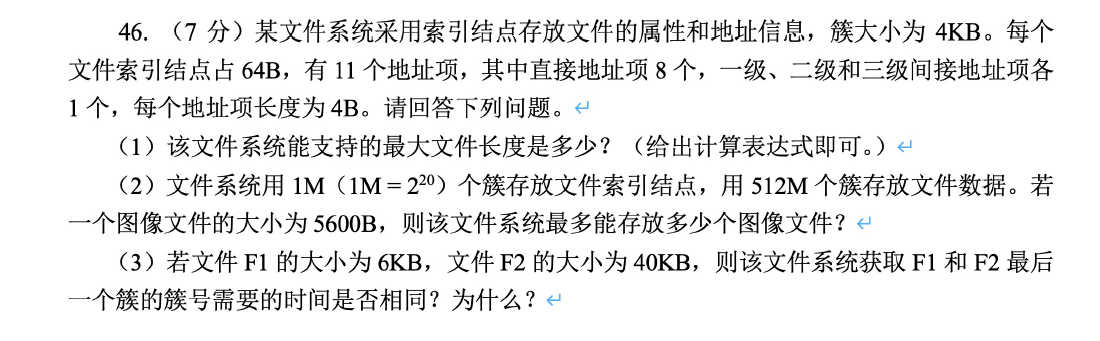 46. （7 分）某文件系统采用索引结点存放文件的属性和地址信息，簇大小为 4KB。每个
文件索引结点占 64B，有 11 个地址项，其中直接地址项 8 个，一级、二级和三级间接地址项各
1 个，每个地址项长度为 4B。请回答下列问题。↵
（1）该文件系统能支持的最大文件长度是多少？（给出计算表达式即可。）↵
（2）文件系统用 1M（1M = 2²⁰）个簇存放文件索引结点，用 512M 个簇存放文件数据。若
一个图像文件的大小为 5600B，则该文件系统最多能存放多少个图像文件？↵
（3）若文件 F1 的大小为 6KB，文件 F2 的大小为 40KB，则该文件系统获取 F1 和 F2 最后
一个簇的簇号需要的时间是否相同？为什么？↵